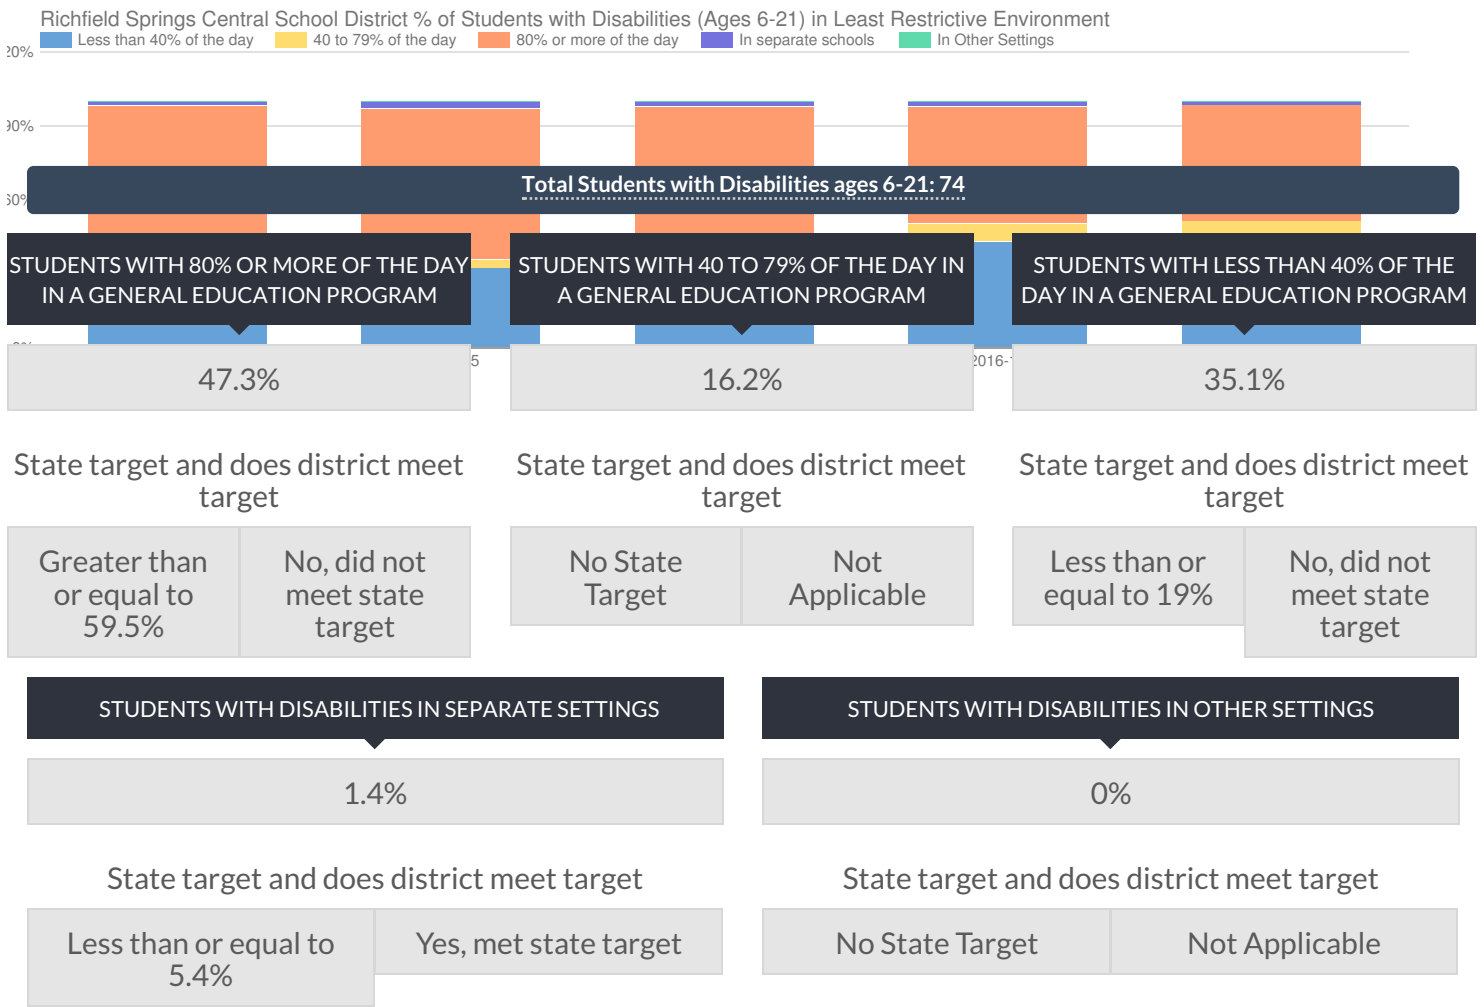 Richfield Springs Central School District % of Students with Disabilities (Ages 6-21) in Least Restrictive Environment
Less than 40% of the day
40 to 79% of the day
80% or more of the day
In separate schools
In Other Settings
20%
90%
60%
Total Students with Disabilities ages 6-21: 74
STUDENTS WITH 80% OR MORE OF THE DAY
IN A GENERAL EDUCATION PROGRAM
STUDENTS WITH 40 TO 79% OF THE DAY IN
A GENERAL EDUCATION PROGRAM
STUDENTS WITH LESS THAN 40% OF THE
DAY IN A GENERAL EDUCATION PROGRAM
5
2016-1
47.3%
16.2%
35.1%
State target and does district meet
target
State target and does district meet
target
State target and does district meet
target
Greater than
or equal to
59.5%
No, did not
meet state
target
No State
Target
Not
Applicable
Less than or
equal to 19%
No, did not
meet state
target
STUDENTS WITH DISABILITIES IN SEPARATE SETTINGS
STUDENTS WITH DISABILITIES IN OTHER SETTINGS
1.4%
0%
State target and does district meet target
State target and does district meet target
Less than or equal to
5.4%
Yes, met state target
No State Target
Not Applicable